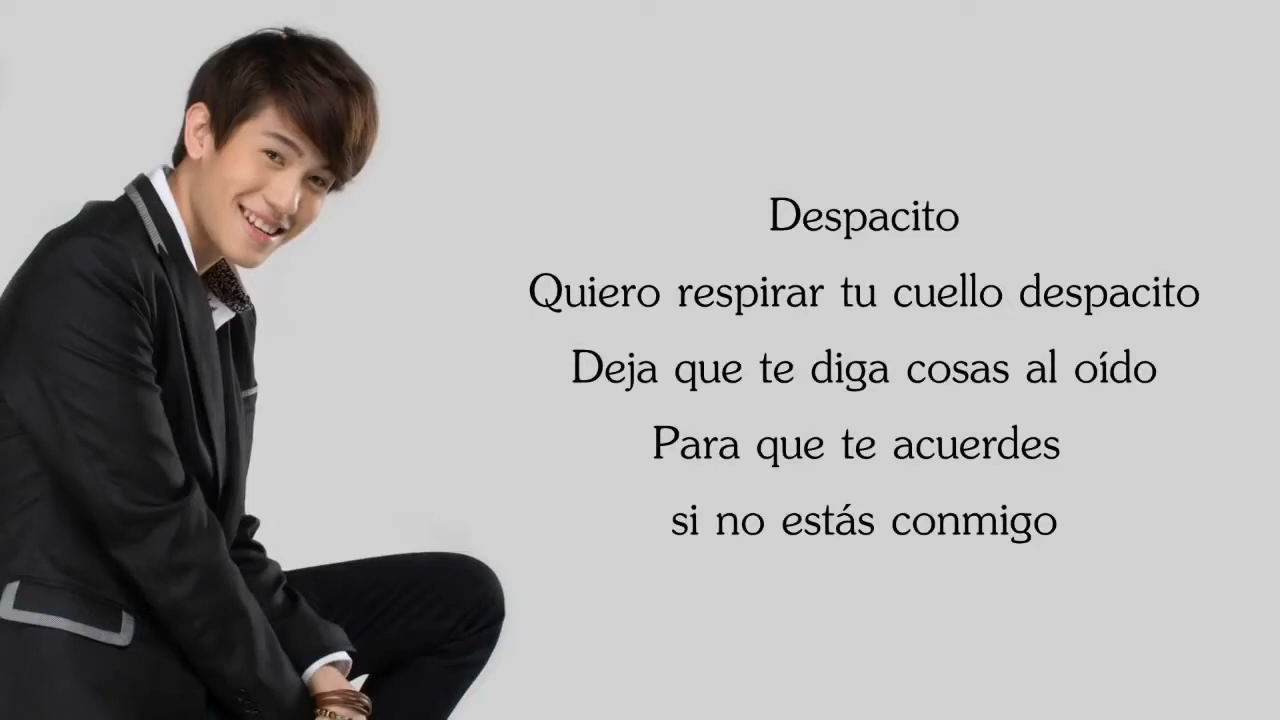 Despacito
Quiero respirar tu cuello despacito
Deja que te diga cosas al oído
Para que te acuerdes
si no estás conmigo